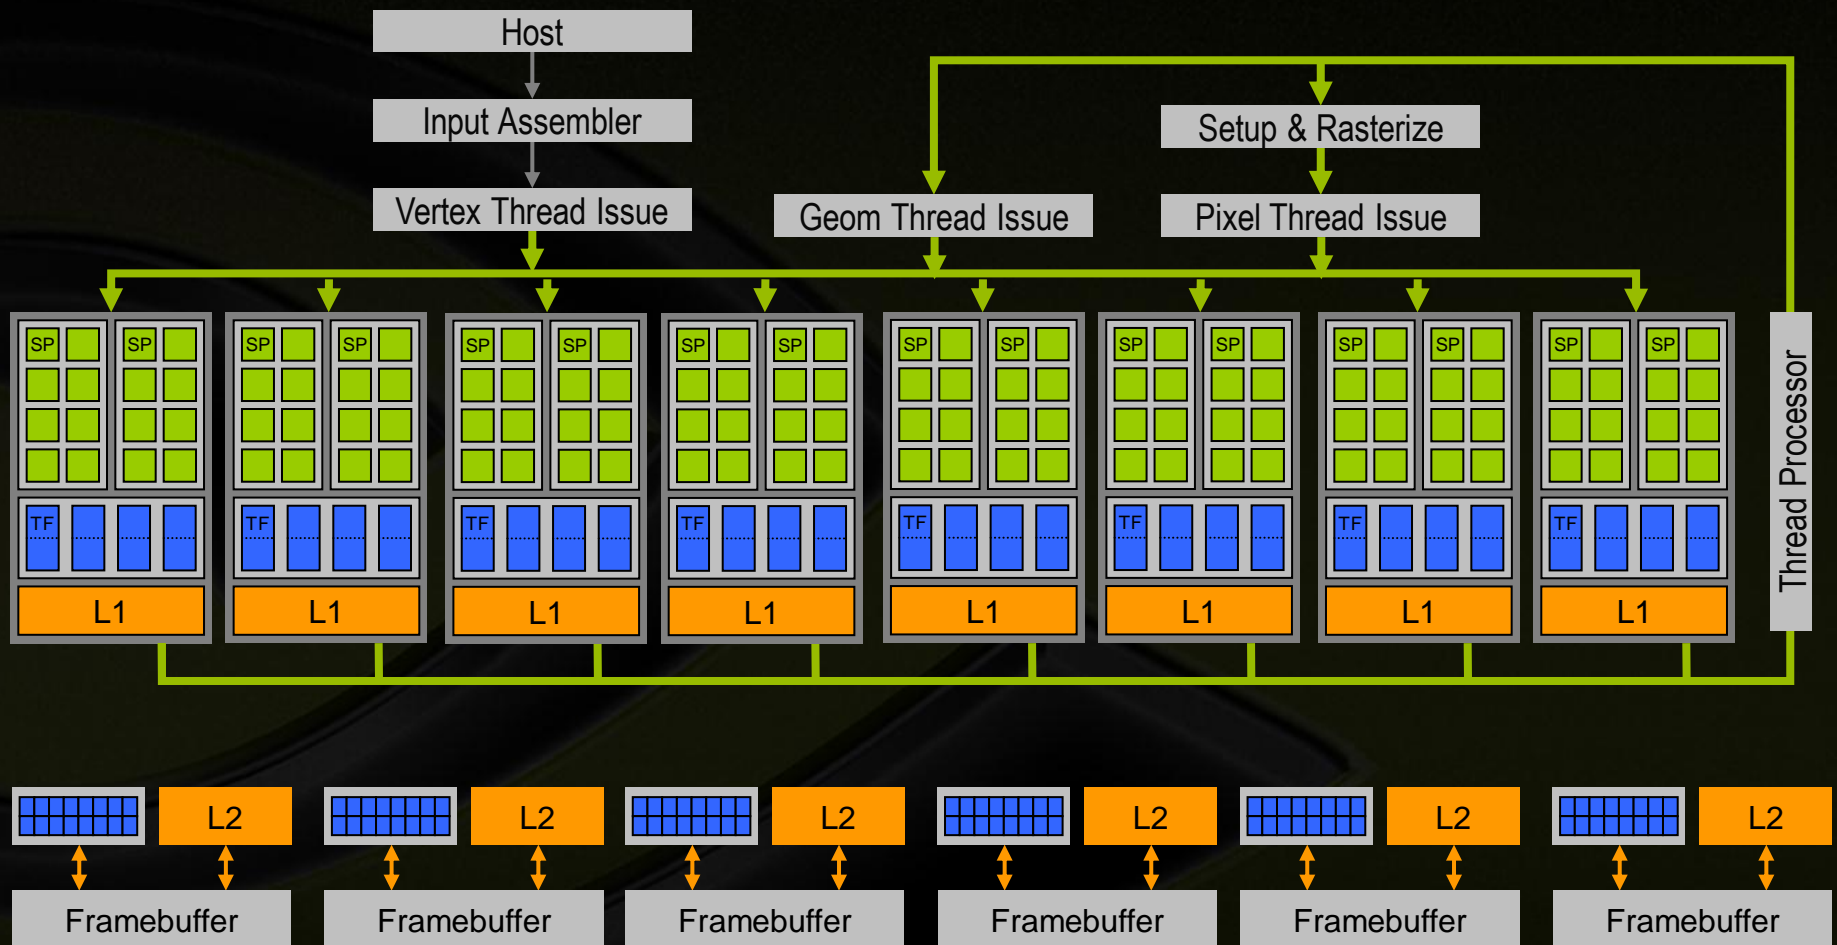 Host
Input Assembler
Setup & Rasterize
Vertex Thread Issue
Geom Thread Issue
Pixel Thread Issue
SP SP SP SP SP SP SP SP SP SP SP SP SP SP SP SP
Thread Processor
TF TF TF TF TF TF TF TF
L1 L1 L1 L1 L1 L1 L1 L1
L2 L2 L2 L2 L2 L2
Framebuffer Framebuffer Framebuffer Framebuffer Framebuffer Framebuffer